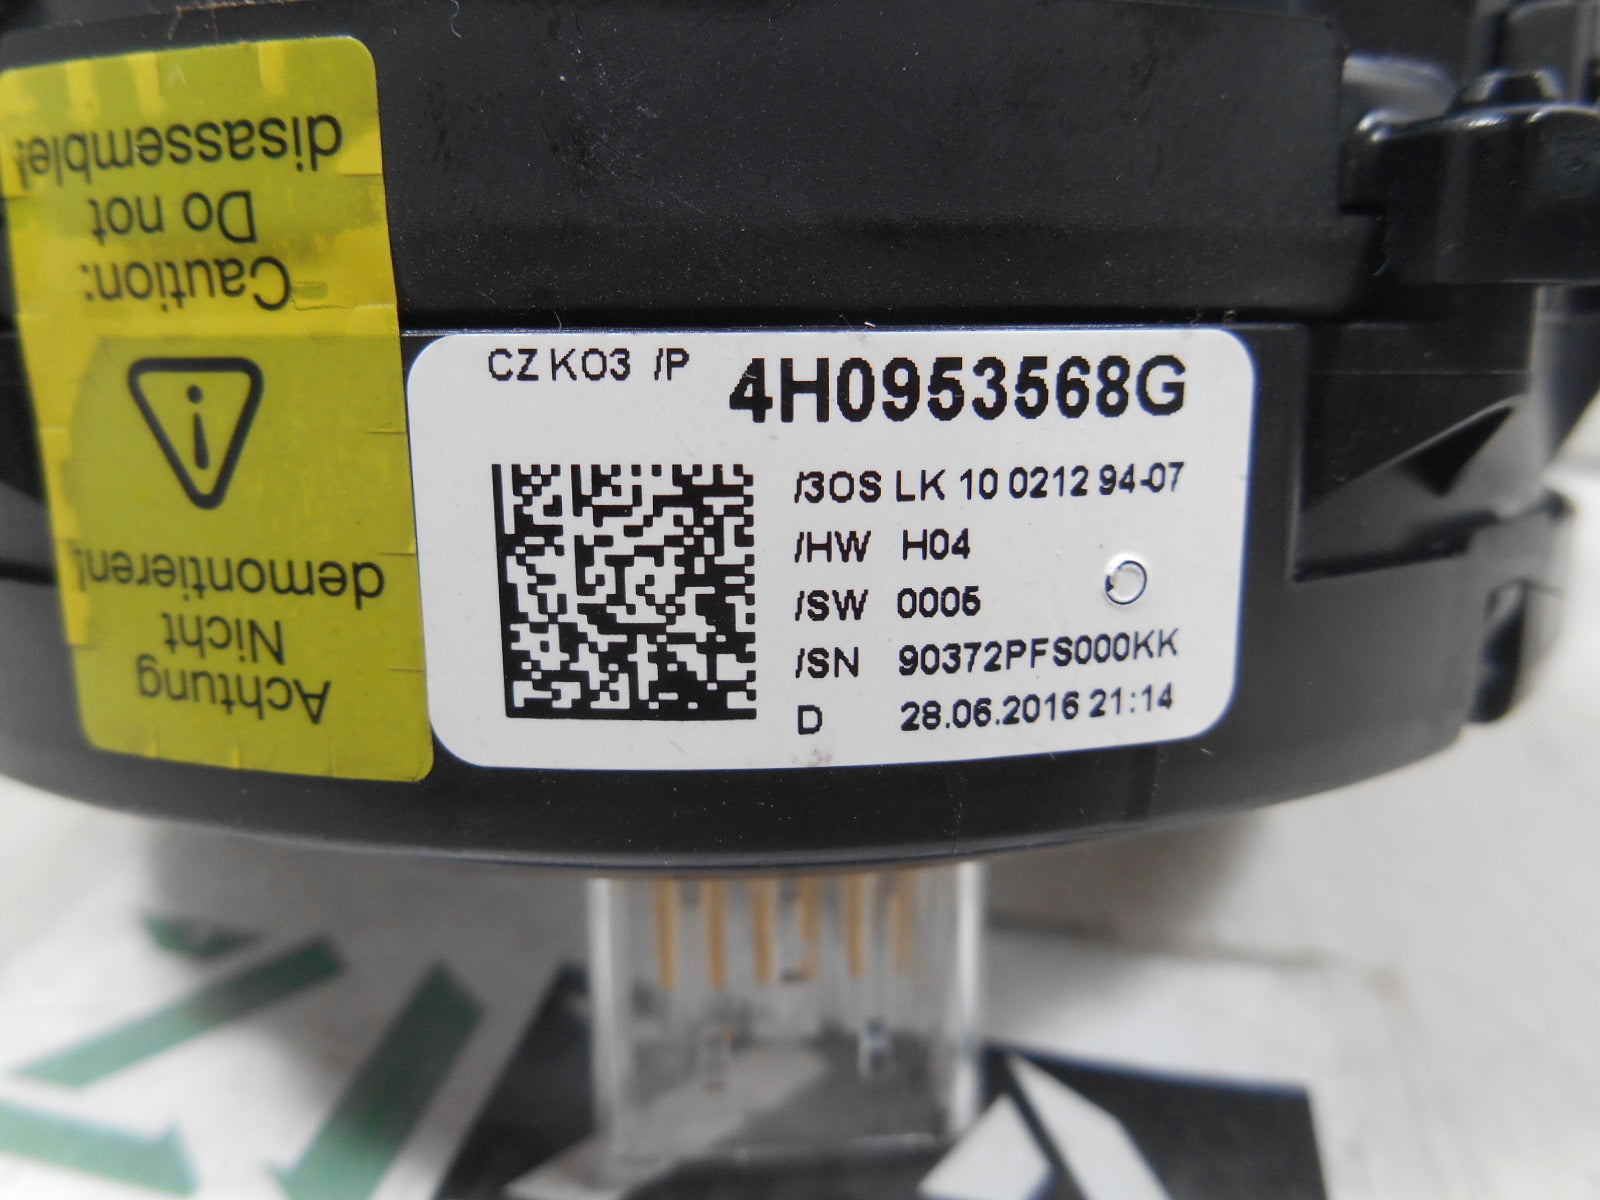 CZ K03 /P 4H0953568G
/3OS LK 10 0212 94-07
/HW H04
/SW 0005
/SN 90372PFS000KK
D 28.06.2016 21:14
Achtung
Nicht
demontieren!
i
Caution:
Do not
disassemble!